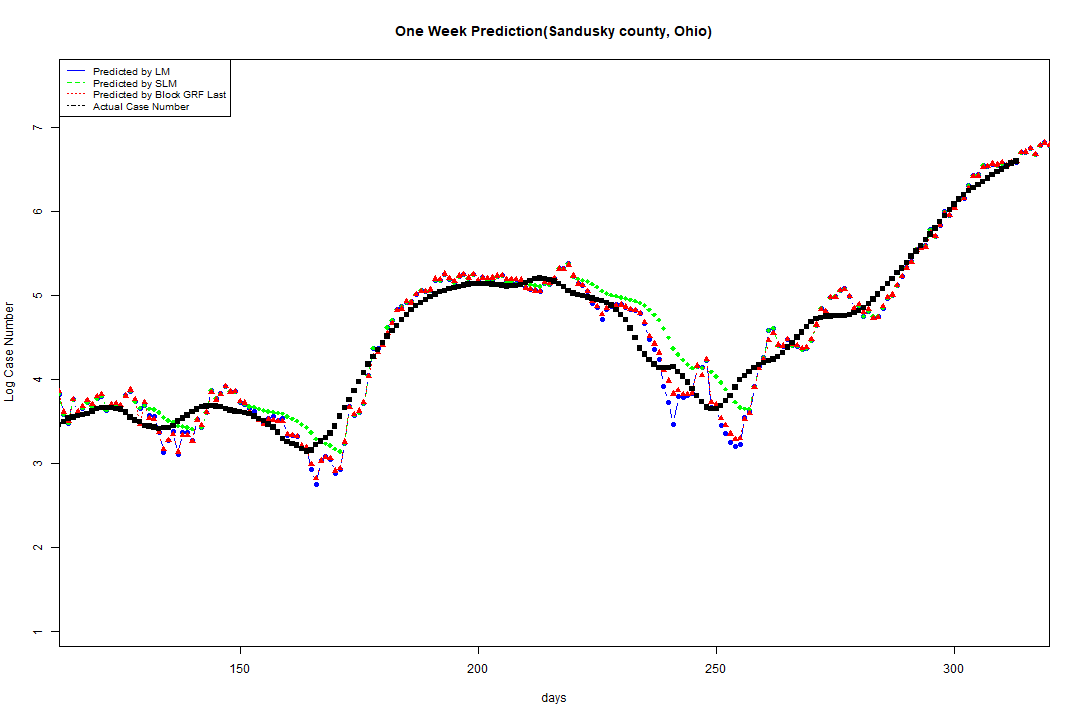 One Week Prediction(Sandusky county, Ohio)
Predicted by LM
Predicted by SLM
Predicted by Block GRF Last
Actual Case Number
Log Case Number
7
6
5
4
3
2
1
150 200 250 300
days